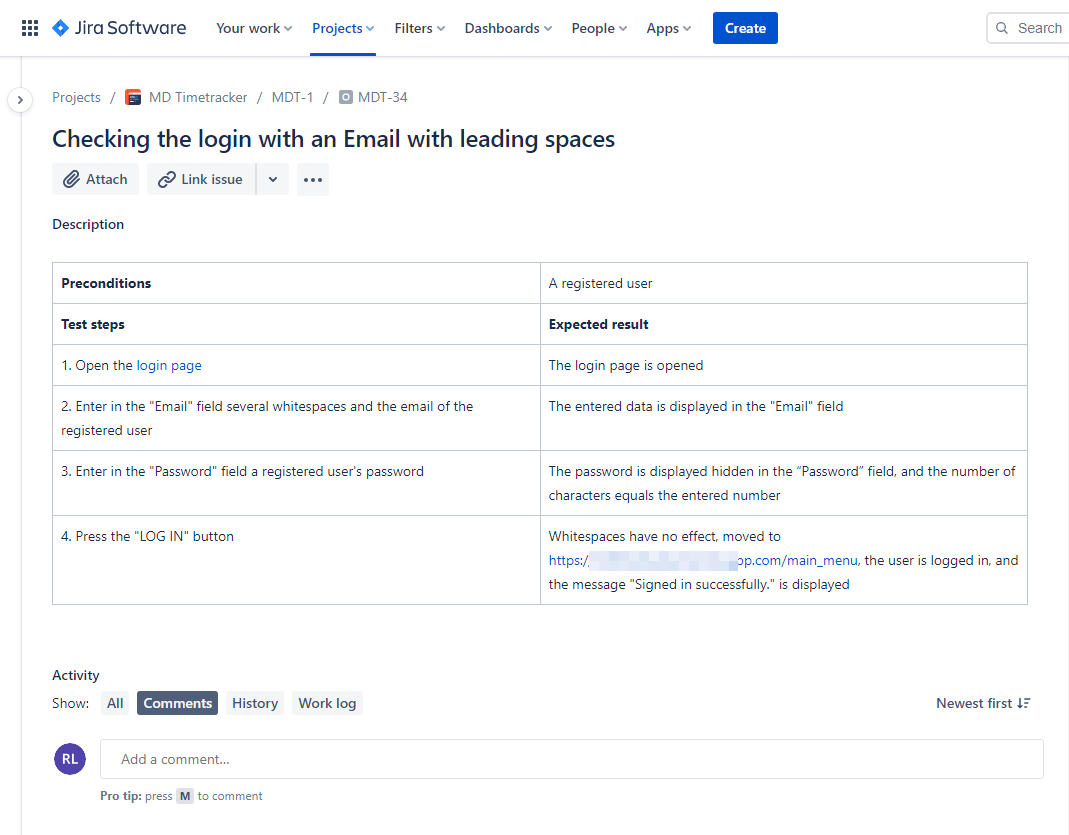 Jira Software Your work Projects Filters Dashboards People Apps Create Search
Projects / MD Timetracker / MDT-1 / MDT-34
Checking the login with an Email with leading spaces
Attach Link issue
Description
Preconditions A registered user
Test steps Expected result
1. Open the login page The login page is opened
2. Enter in the "Email" field several whitespaces and the email of the The entered data is displayed in the "Email" field
registered user
3. Enter in the "Password" field a registered user's password The password is displayed hidden in the “Password” field, and the number of
characters equals the entered number
4. Press the "LOG IN" button Whitespaces have no effect, moved to
https:/ pp.com/main_menu, the user is logged in, and
the message "Signed in successfully." is displayed
Activity
Show: All Comments History Work log Newest first
RL Add a comment...
Pro tip: press M to comment